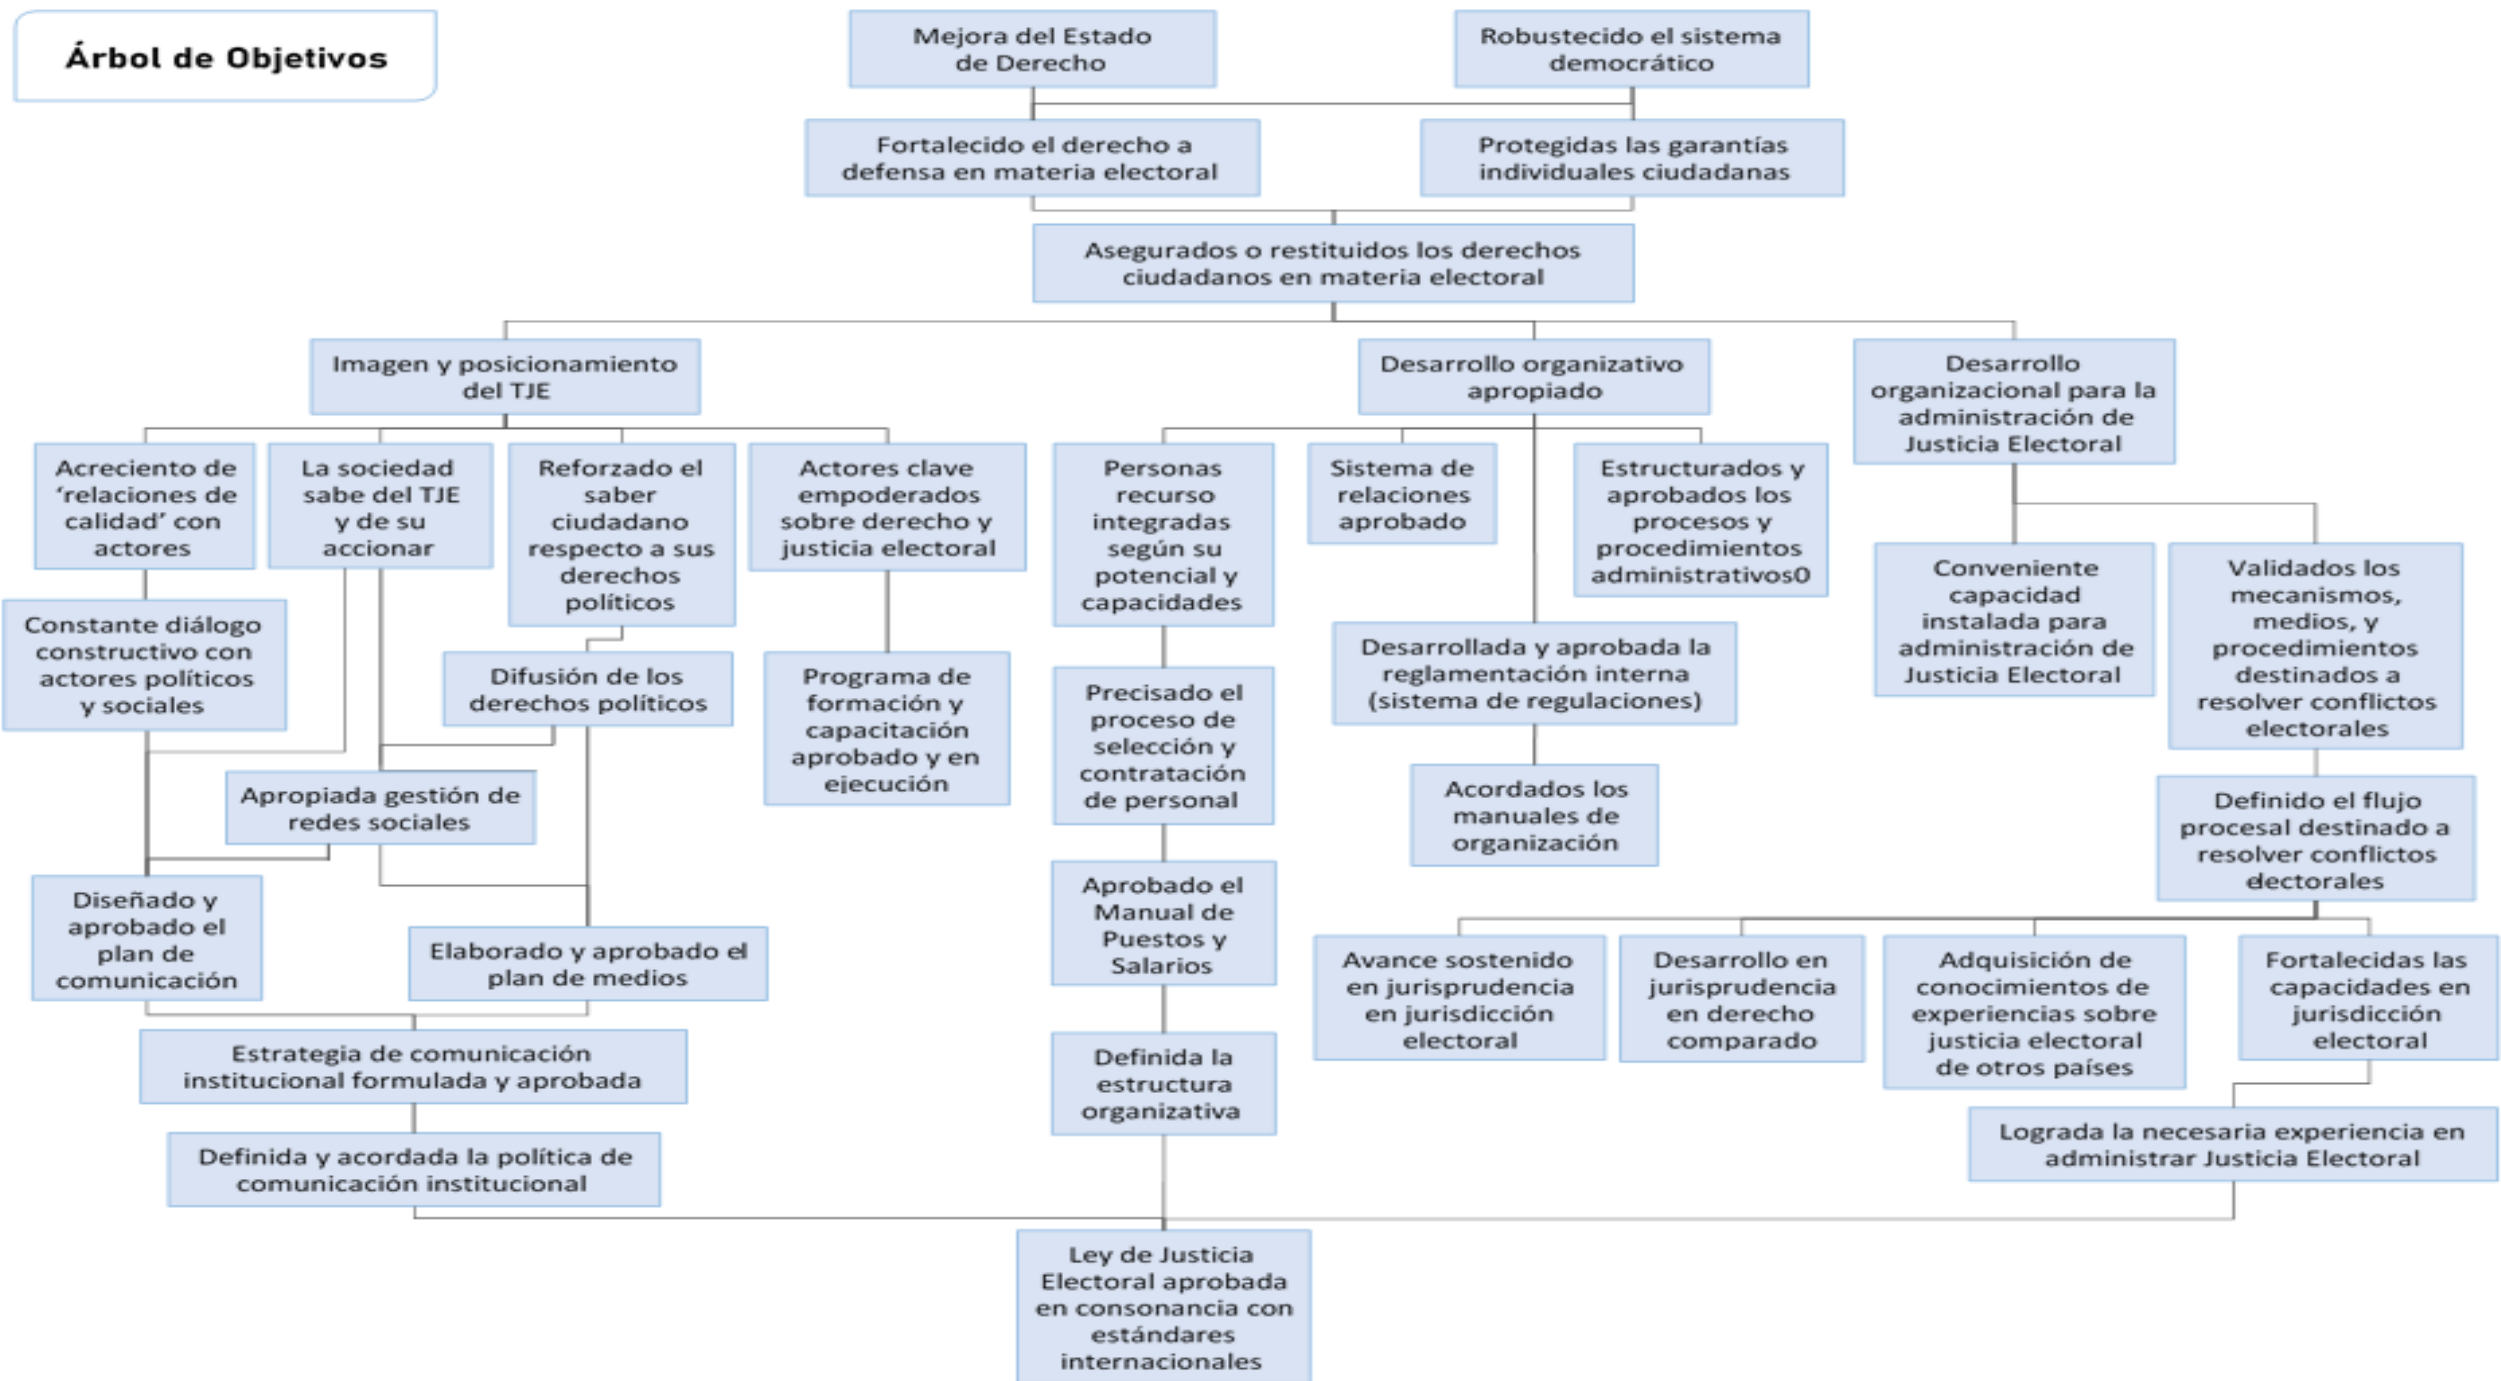 Árbol de Objetivos
Mejora del Estado
de Derecho
Robustecido el sistema
democrático
Fortalecido el derecho a
defensa en materia electoral
Protegidas las garantías
individuales ciudadanas
Asegurados o restituidos los derechos
ciudadanos en materia electoral
Imagen y posicionamiento
del TJE
Desarrollo organizativo
apropiado
Desarrollo
organizacional para la
administración de
Justicia Electoral
Acreciento de
‘relaciones de
calidad’ con
actores
La sociedad
sabe del TJE
y de su
accionar
Reforzado el
saber
ciudadano
respecto a sus
derechos
políticos
Actores clave
empoderados
sobre derecho y
justicia electoral
Personas
recurso
integradas
según su
potencial y
capacidades
Sistema de
relaciones
aprobado
Estructurados y
aprobados los
procesos y
procedimientos
administrativos0
Conveniente
capacidad
instalada para
administración de
Justicia Electoral
Validados los
mecanismos,
medios, y
procedimientos
destinados a
resolver conflictos
electorales
Constante diálogo
constructivo con
actores políticos
y sociales
Difusión de los
derechos políticos
Programa de
formación y
capacitación
aprobado y en
ejecución
Precisado el
proceso de
selección y
contratación
de personal
Desarrollada y aprobada la
reglamentación interna
(sistema de regulaciones)
Apropiada gestión de
redes sociales
Acordados los
manuales de
organización
Definido el flujo
procesal destinado a
resolver conflictos
electorales
Diseñado y
aprobado el
plan de
comunicación
Elaborado y aprobado el
plan de medios
Aprobado el
Manual de
Puestos y
Salarios
Avance sostenido
en jurisprudencia
en jurisdicción
electoral
Desarrollo en
jurisprudencia
en derecho
comparado
Adquisición de
conocimientos de
experiencias sobre
justicia electoral
de otros países
Fortalecidas las
capacidades en
jurisdicción
electoral
Estrategia de comunicación
institucional formulada y aprobada
Definida la
estructura
organizativa
Lograda la necesaria experiencia en
administrar Justicia Electoral
Definida y acordada la política de
comunicación institucional
Ley de Justicia
Electoral aprobada
en consonancia con
estándares
internacionales